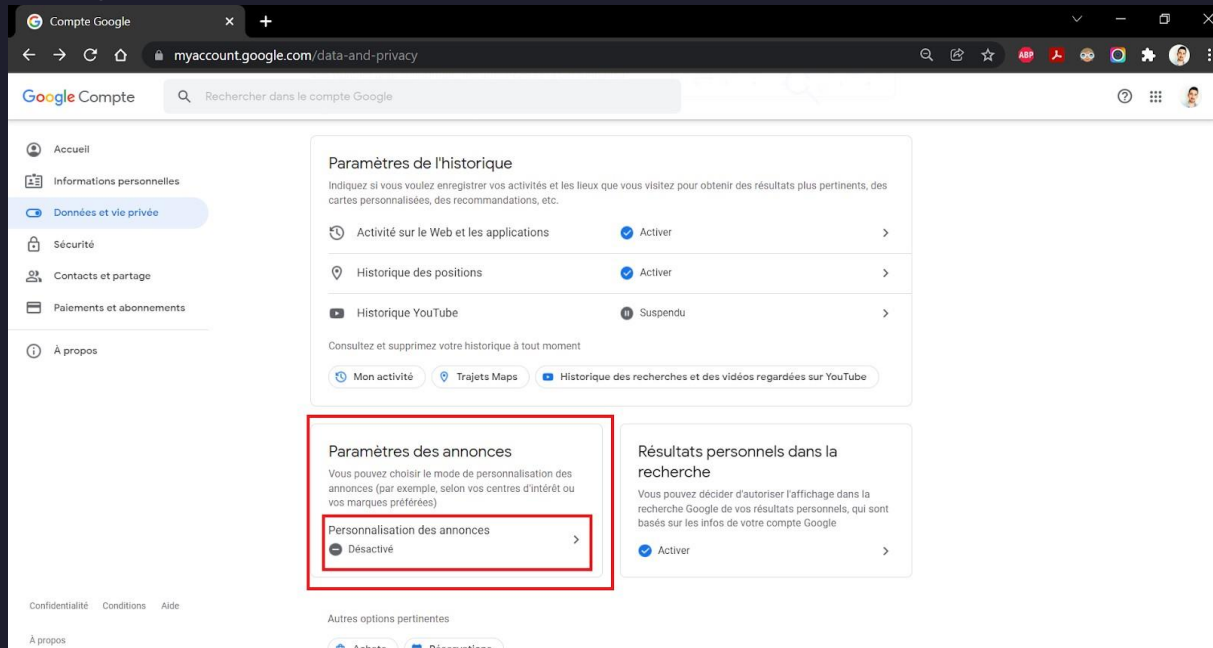 Compte Google
myaccount.google.com/data-and-privacy
ABP
Google Compte
Rechercher dans le compte Google
Accueil
Informations personnelles
Données et vie privée
Sécurité
Contacts et partage
Paiements et abonnements
À propos
Paramètres de l'historique
Indiquez si vous voulez enregistrer vos activités et les lieux que vous visitez pour obtenir des résultats plus pertinents, des
cartes personnalisées, des recommandations, etc.
Activité sur le Web et les applications Activer
Historique des positions Activer
Historique YouTube Suspendu
Consultez et supprimez votre historique à tout moment
Mon activité Trajets Maps Historique des recherches et des vidéos regardées sur YouTube
Paramètres des annonces
Vous pouvez choisir le mode de personnalisation des
annonces (par exemple, selon vos centres d'intérêt ou
vos marques préférées)
Personnalisation des annonces
Désactivé
Résultats personnels dans la
recherche
Vous pouvez décider d'autoriser l'affichage dans la
recherche Google de vos résultats personnels, qui sont
basés sur les infos de votre compte Google
Activer
Autres options pertinentes
Achats Réservations
Confidentialité Conditions Aide
À propos